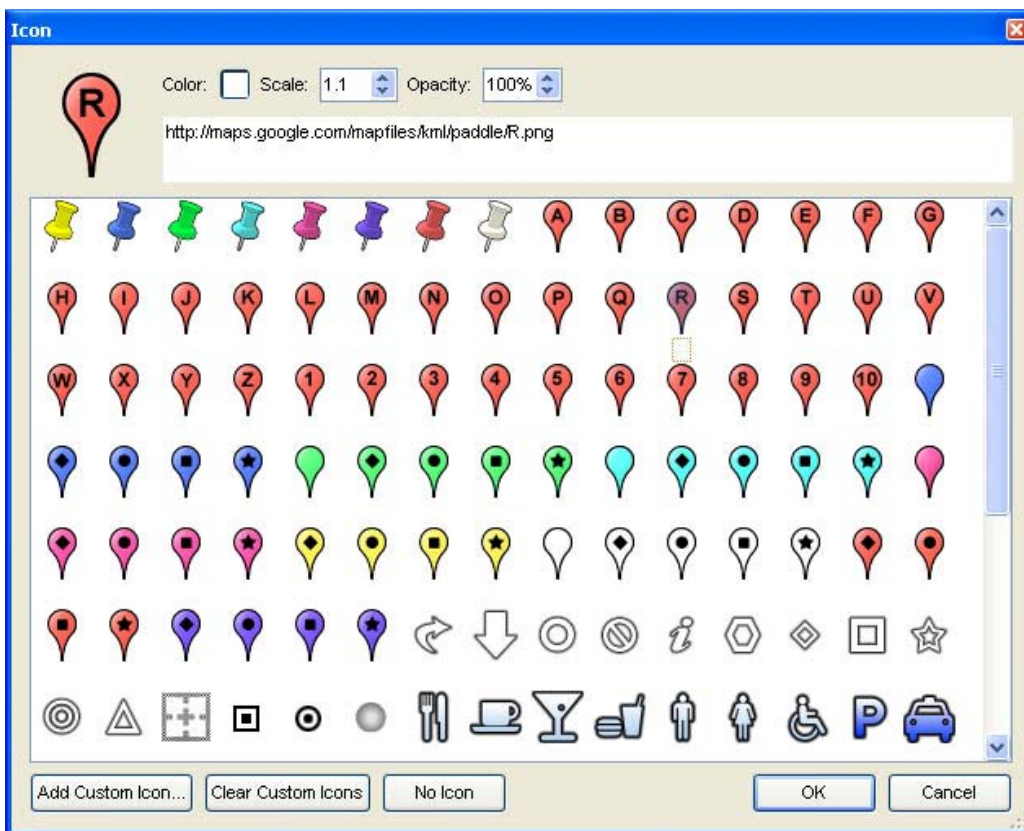 Icon
R
Color: Scale: 1.1 Opacity: 100%
http://maps.google.com/mapfiles/kml/paddle/R.png
A B C D E F G
H I J K L M N O P Q R S T U V
W X Y Z 1 2 3 4 5 6 7 8 9 10
i
P
Add Custom Icon... Clear Custom Icons No Icon OK Cancel